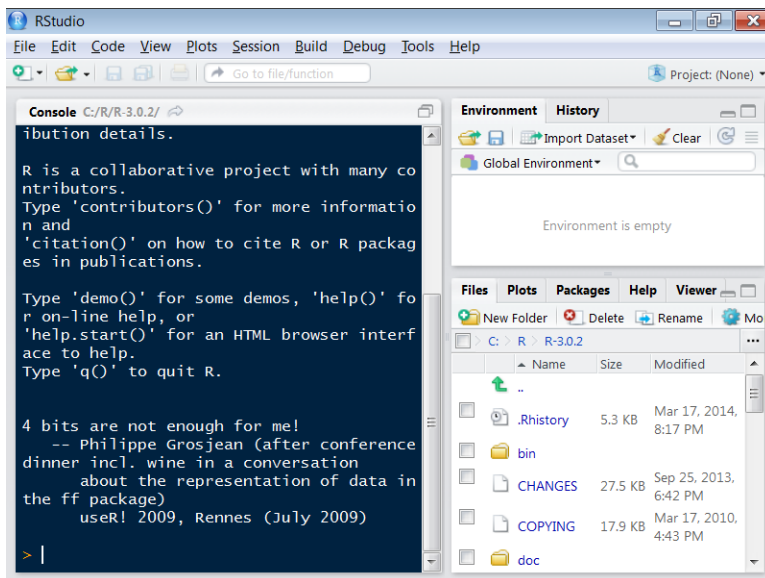 RStudio
File Edit Code View Plots Session Build Debug Tools Help
Go to file/function
Project: (None)
Console C:/R/R-3.0.2/
ibution details.
R is a collaborative project with many co
ntributors.
Type 'contributors()' for more informatio
n and
'citation()' on how to cite R or R packag
es in publications.
Type 'demo()' for some demos, 'help()' fo
r on-line help, or
'help.start()' for an HTML browser interf
ace to help.
Type 'q()' to quit R.
4 bits are not enough for me!
-- Philippe Grosjean (after conference
dinner incl. wine in a conversation
about the representation of data in
the ff package)
useR! 2009, Rennes (July 2009)
>
Environment History
Import Dataset Clear
Global Environment
Environment is empty
Files Plots Packages Help Viewer
New Folder Delete Rename Mo
C: > R > R-3.0.2 ...
Name Size Modified
..
.Rhistory 5.3 KB Mar 17, 2014,
8:17 PM
bin
CHANGES 27.5 KB Sep 25, 2013,
6:42 PM
COPYING 17.9 KB Mar 17, 2010,
4:43 PM
doc